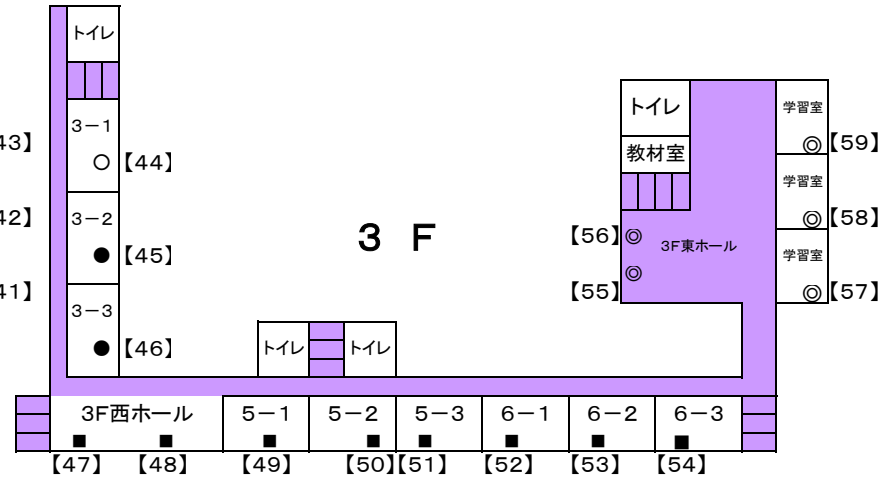 トイレ
3－1
【44】
43】
3－2
【45】
42】
3－3
【46】
41】
3 F
トイレ
トイレ
トイレ
教材室
3F東ホール
【56】
【55】
学習室
【59】
学習室
【58】
学習室
【57】
3F西ホール
5－1
5－2
5－3
6－1
6－2
6－3
【47】
【48】
【49】
【50】【51】
【52】
【53】
【54】